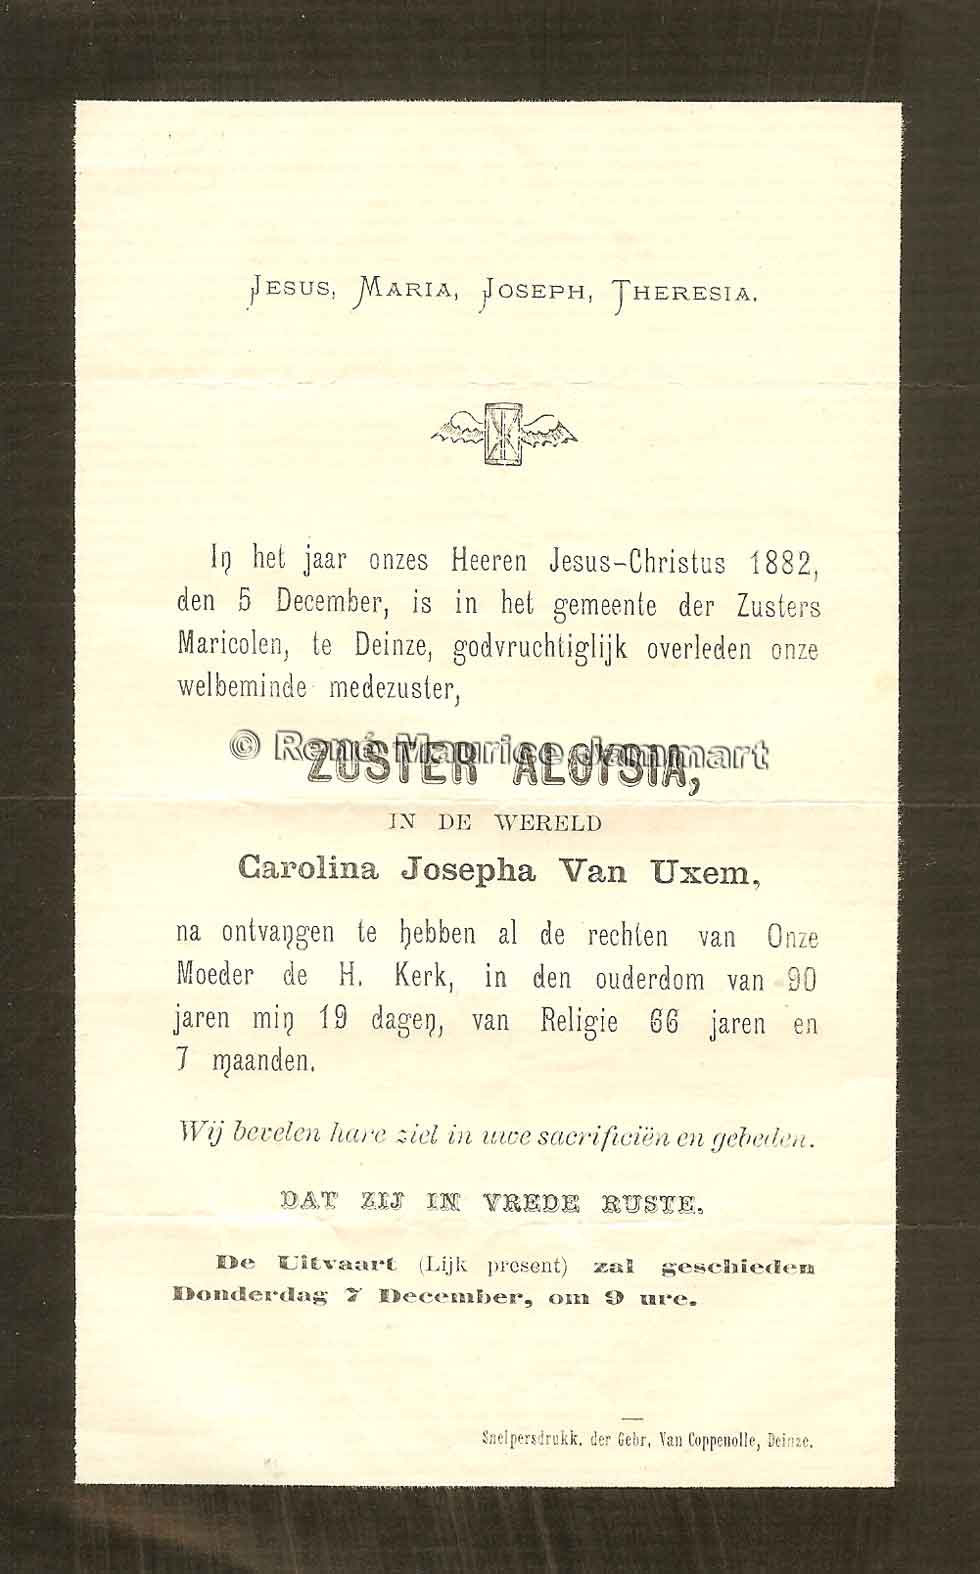 JESUS, MARIA, JOSEPH, THERESIA.
In het jaar onzes Heeren Jesus-Christus 1882,
den 5 December, is in het gemeente der Zusters
Maricolen, te Deinze, godvruchtiglijk overleden onze
welbeminde medezuster,
© René Maurice Jammart
ZUSTER ALOYSIA,
IN DE WERELD
Carolina Josepha Van Uxem,
na ontvangen te hebben al de rechten van Onze
Moeder de H. Kerk, in den ouderdom van 90
jaren min 19 dagen, van Religie 66 jaren en
7 maanden.
Wij bevelen hare ziel in uwe sacrificiën en gebeden.
DAT ZIJ IN VREDE RUSTE.
De Uitvaart (Lijk present) zal geschieden
Donderdag 7 December, om 9 ure.
Snelpersdrukk. der Gebr. Van Coppenolle, Deinze.